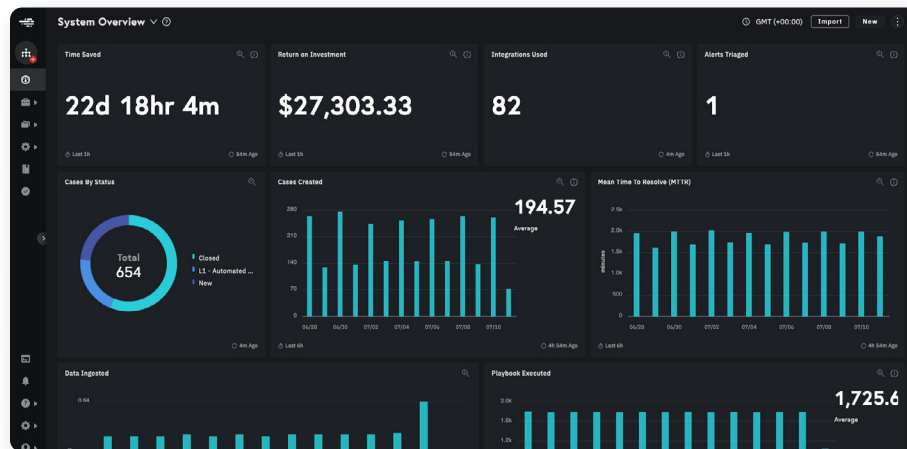 System Overview
GMT (+00:00)
Import
New
Time Saved
22d 18hr 4m
Last 1h
54m Ago
Return on Investment
$27,303.33
Last 1h
54m Ago
Integrations Used
82
4m Ago
Alerts Triaged
1
Last 1h
54m Ago
Cases By Status
Total
654
Closed
L1 - Automated ...
New
4m Ago
Cases Created
194.57
Average
280
210
140
70
0
06/28
06/30
07/02
07/04
07/06
07/08
07/10
Last 6h
4h 54m Ago
Mean Time To Resolve (MTTR)
minutes
2.5k
2.0k
1.5k
1.0k
500
0
06/28
06/30
07/02
07/04
07/06
07/08
07/10
Last 6h
4h 54m Ago
Data Ingested
0.64
Playbook Executed
1,725.6
Average
2.0k
1.5k
1.2k